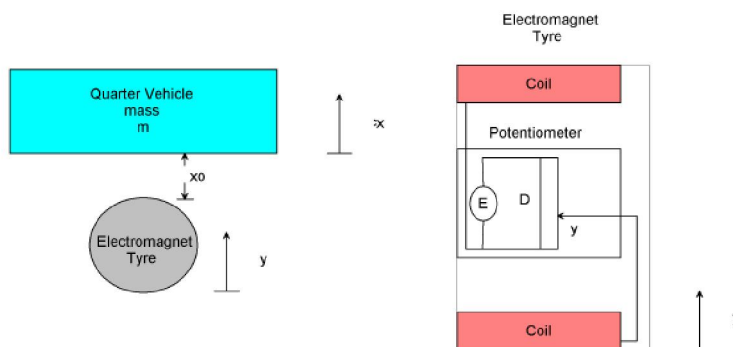 Quarter Vehicle
mass
m
x
xo
Electromagnet
Tyre
y
Electromagnet
Tyre
Coil
Potentiometer
E
D
y
Coil